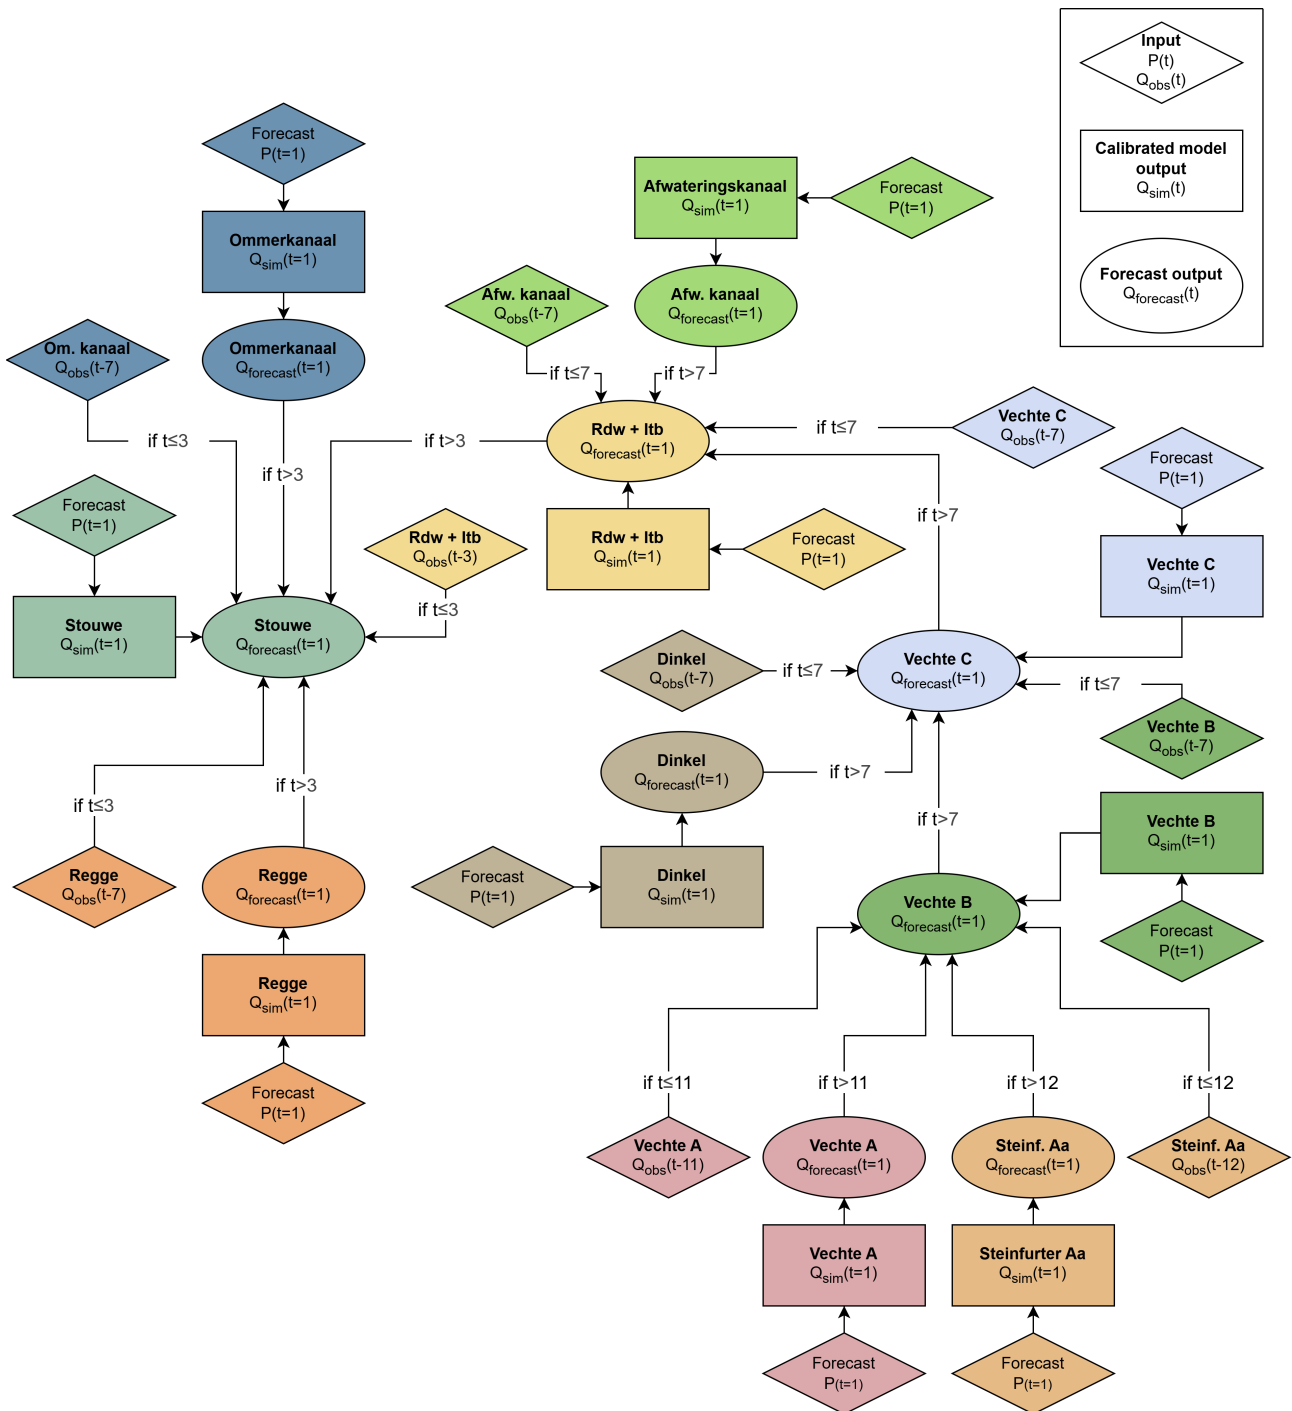 Input
P(t)
Qobs(t)
Calibrated model
output
Qsim(t)
Forecast output
Qforecast(t)
Forecast
P(t=1)
Ommerkanaal
Qsim(t=1)
Om. kanaal
Qobs(t-7)
Ommerkanaal
Qforecast(t=1)
if t≤3
if t>3
Afwateringskanaal
Qsim(t=1)
Forecast
P(t=1)
Afw. kanaal
Qobs(t-7)
Afw. kanaal
Qforecast(t=1)
if t≤7
if t>7
if t>3
Rdw + Itb
Qforecast(t=1)
if t≤7
Vechte C
Qobs(t-7)
Forecast
P(t=1)
Forecast
P(t=1)
Rdw + Itb
Qobs(t-3)
if t≤3
Rdw + Itb
Qsim(t=1)
Forecast
P(t=1)
if t>7
Vechte C
Qsim(t=1)
Stouwe
Qsim(t=1)
Stouwe
Qforecast(t=1)
Dinkel
Qobs(t-7)
if t≤7
Vechte C
Qforecast(t=1)
if t≤7
Vechte B
Qobs(t-7)
Dinkel
Qforecast(t=1)
if t>7
if t>7
if t≤3
if t>3
Regge
Qobs(t-7)
Regge
Qforecast(t=1)
Forecast
P(t=1)
Dinkel
Qsim(t=1)
Vechte B
Qsim(t=1)
Vechte B
Qforecast(t=1)
Forecast
P(t=1)
Regge
Qsim(t=1)
Forecast
P(t=1)
if t≤11
if t>11
if t>12
if t≤12
Vechte A
Qobs(t-11)
Vechte A
Qforecast(t=1)
Steinf. Aa
Qforecast(t=1)
Steinf. Aa
Qobs(t-12)
Vechte A
Qsim(t=1)
Steinfurter Aa
Qsim(t=1)
Forecast
P(t=1)
Forecast
P(t=1)